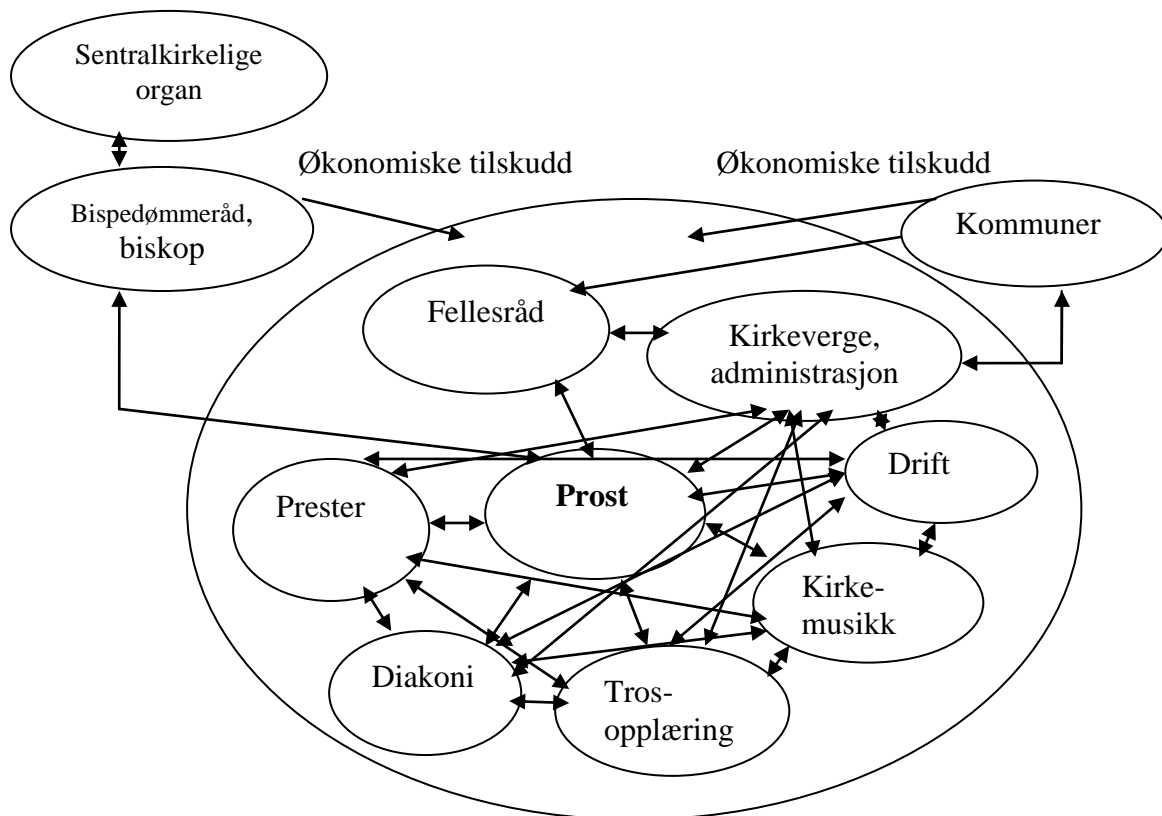 Sentralkirkelige
organ
Økonomiske tilskudd
Økonomiske tilskudd
Bispedømmeråd,
biskop
Kommuner
Fellesråd
Kirkeverge,
administrasjon
Drift
Prester
Prost
Kirke-
musikk
Diakoni
Tros-
opplæring